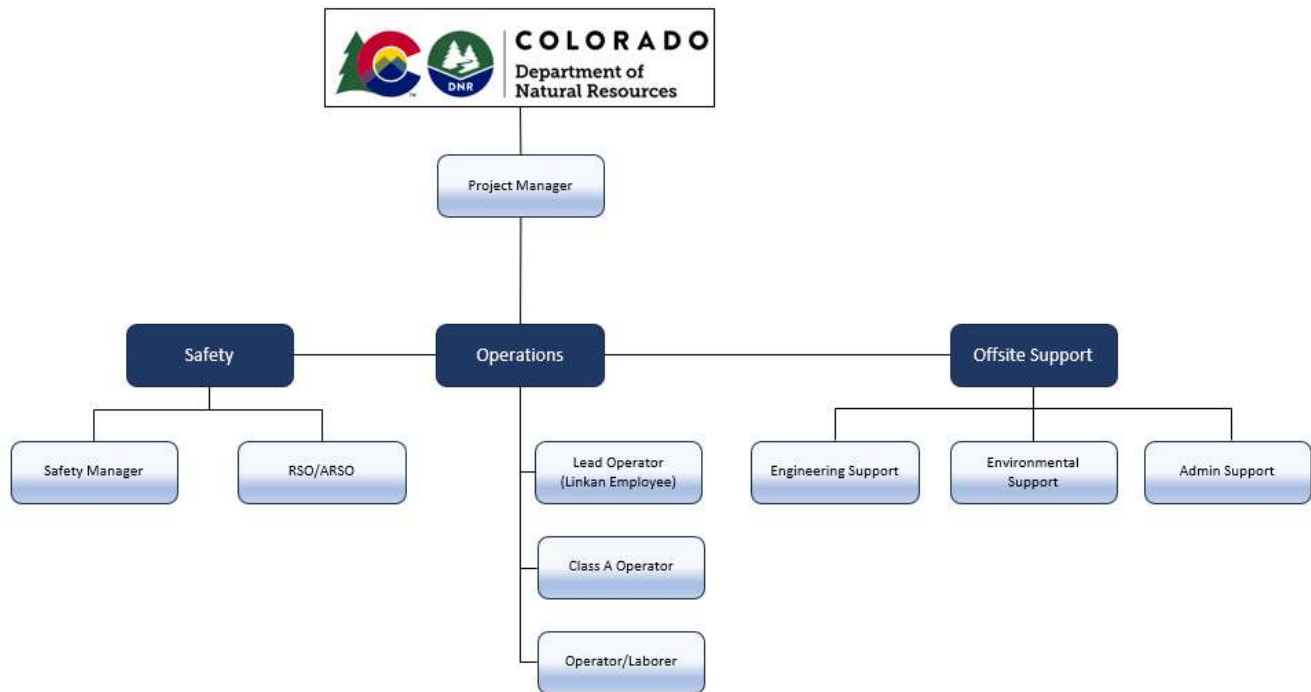 COLORADO
Department of
Natural Resources
DNR
Project Manager
Safety
Operations
Offsite Support
Safety Manager
RSO/ARSO
Lead Operator
(Linkan Employee)
Engineering Support
Environmental
Support
Admin Support
Class A Operator
Operator/Laborer